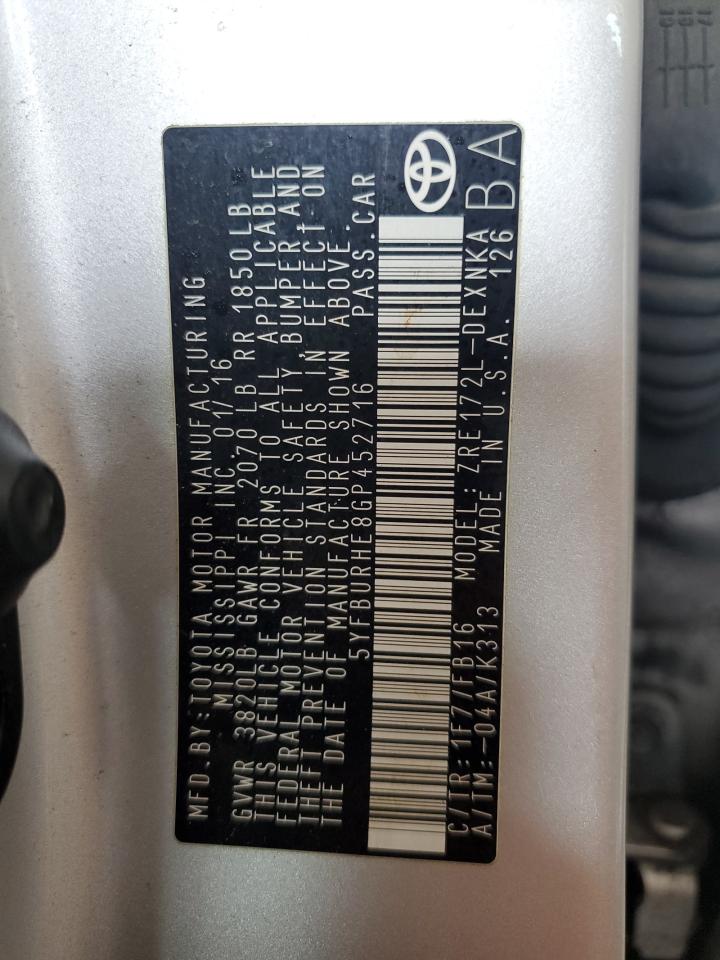 MFD.BY:TOYOTA MOTOR MANUFACTURING
MISSISSIPPI INC.01/16
GVWR 3820LB GAWR FR 2070 LB RR 1850 LB
THIS VEHICLE CONFORMS TO ALL APPLICABLE
FEDERAL MOTOR VEHICLE SAFETY,BUMPER,AND
THEFT PREVENTION STANDARDS IN EFFECT ON
THE DATE OF MANUFACTURE SHOWN ABOVE.
5YFBURHE8GP452716 PASS.CAR
C/TR:1F7/FB16 MODEL:ZRE172L-DEXNKA
A/TM:-04A/K313 MADE IN U.S.A. 126 BA